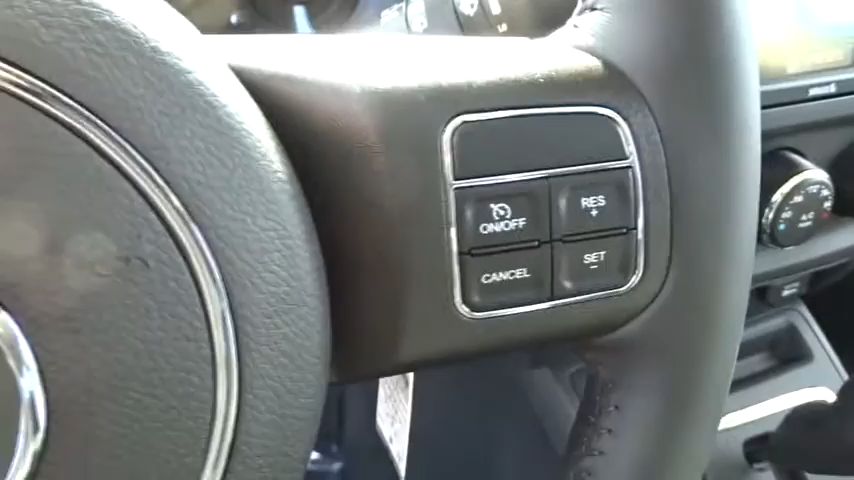 ON/OFF
RES
+
CANCEL
SET
-
A/C